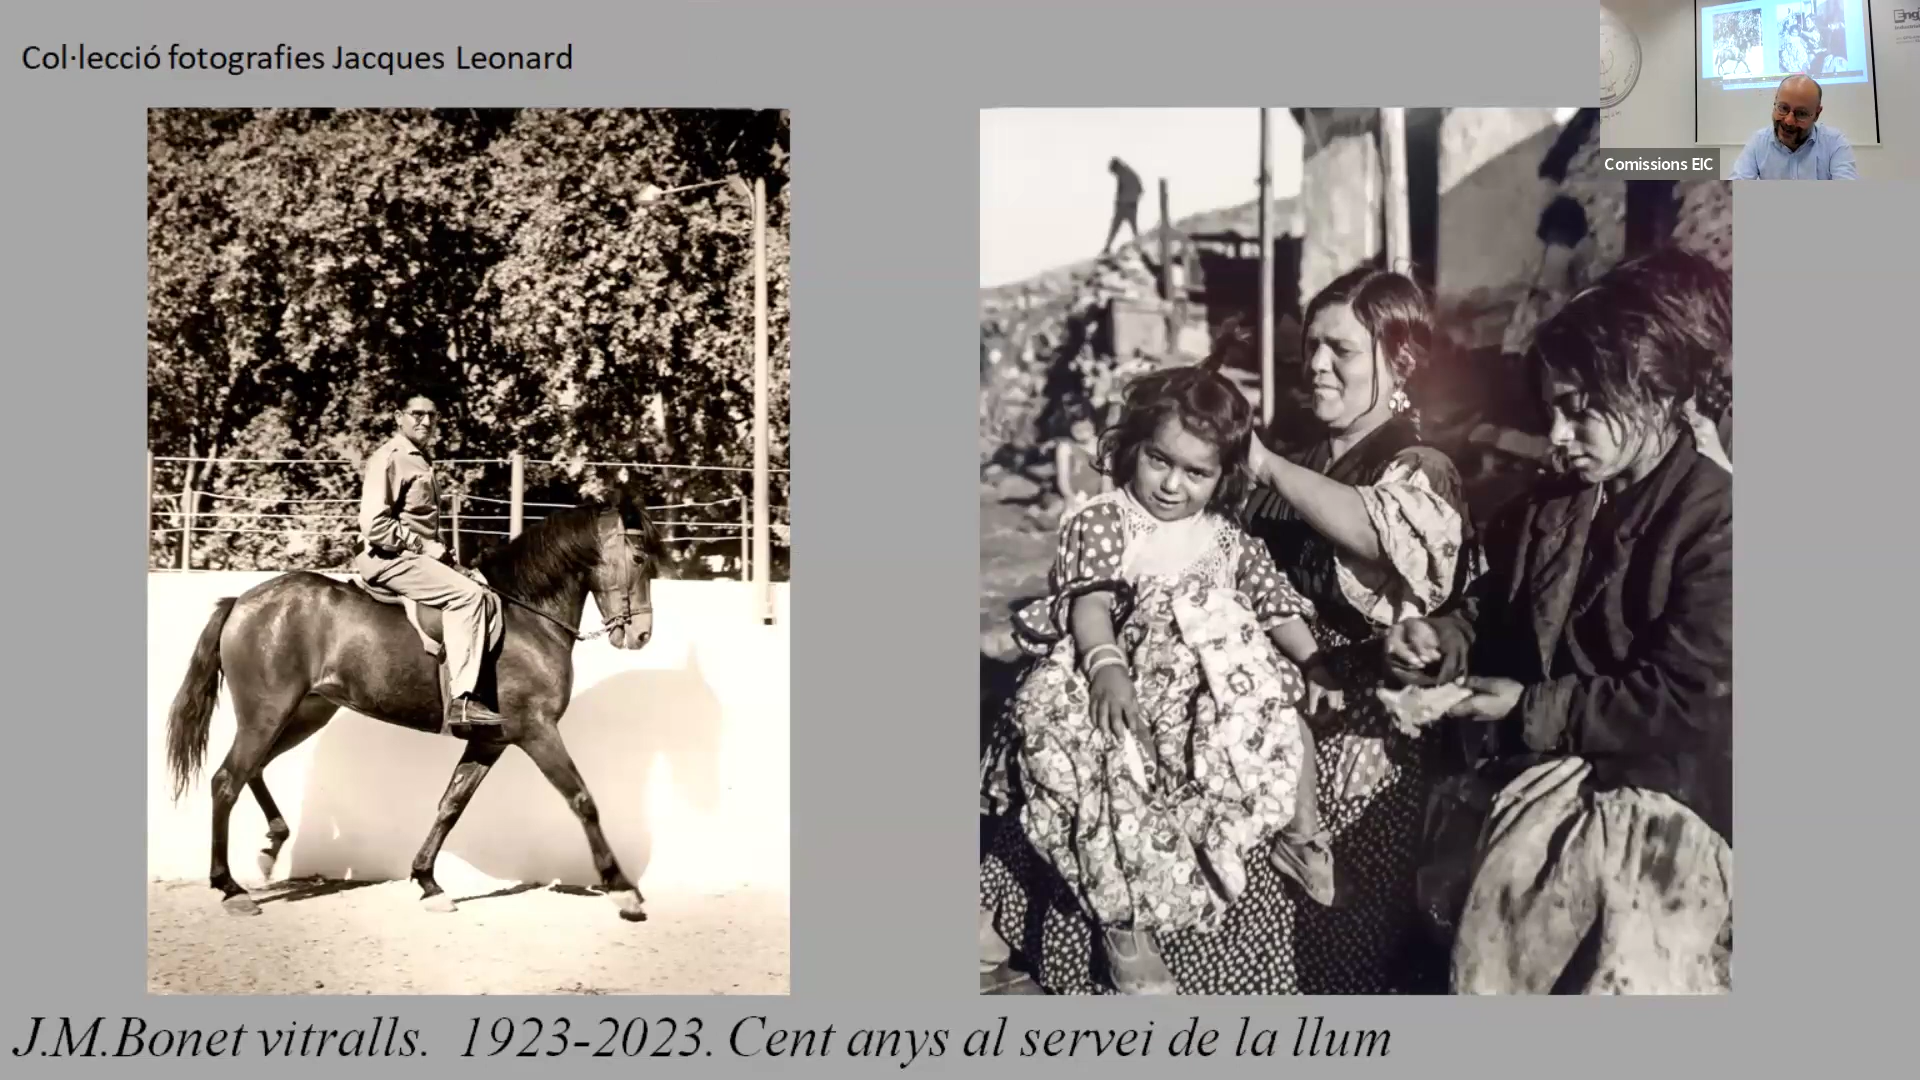 Col·lecció fotografies Jacques Leonard
Comissions EIC
J.M.Bonet vitralls. 1923-2023. Cent anys al servei de la llum